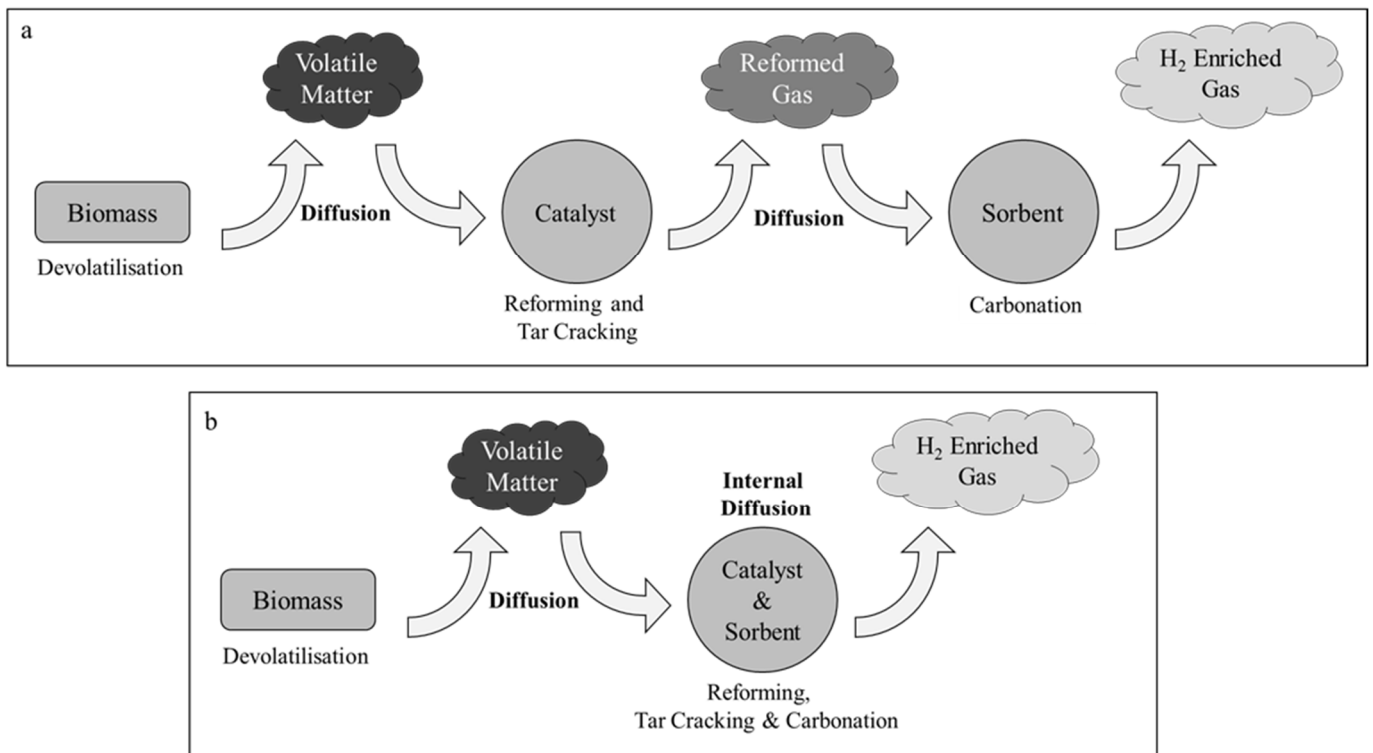 a
Volatile
Matter
Reformed
Gas
H₂ Enriched
Gas
Biomass
Diffusion
Catalyst
Diffusion
Sorbent
Devolatilisation
Reforming and
Tar Cracking
Carbonation
b
Volatile
Matter
H₂ Enriched
Gas
Internal
Diffusion
Biomass
Diffusion
Catalyst
&
Sorbent
Devolatilisation
Reforming,
Tar Cracking & Carbonation